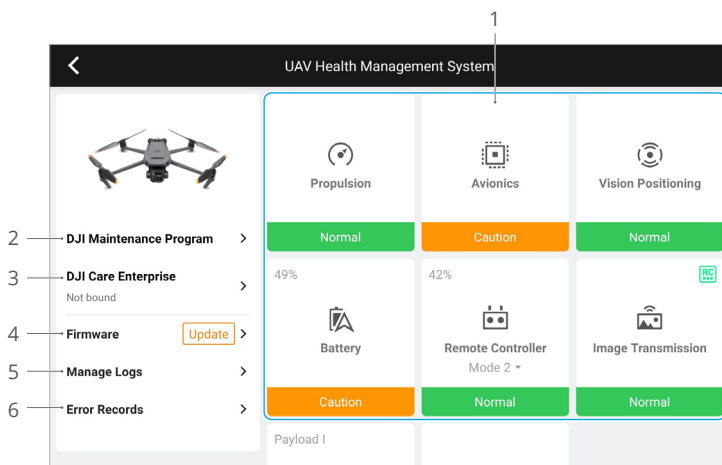 1
UAV Health Management System
Propulsion
Normal
Avionics
Caution
Vision Positioning
Normal
2
DJI Maintenance Program
3
DJI Care Enterprise
Not bound
4
Firmware
Update
5
Manage Logs
6
Error Records
49%
Battery
Caution
42%
Remote Controller
Mode 2
Normal
RC
Image Transmission
Normal
Payload I